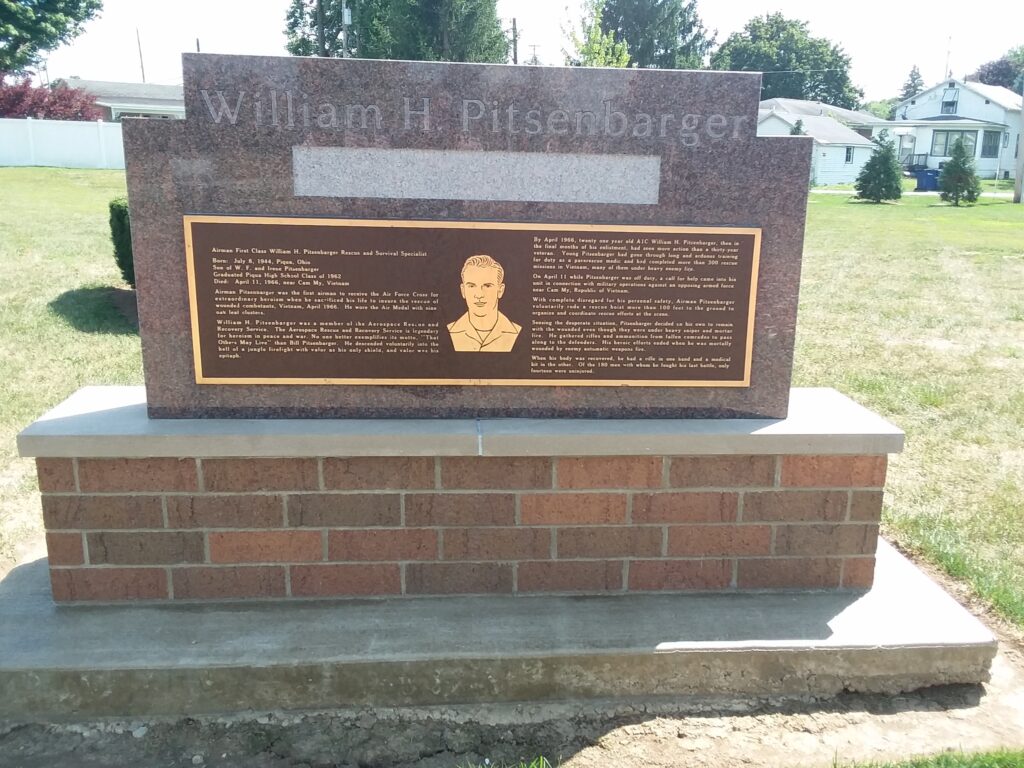 William H. Pitsenbarger
Airman First Class William H. Pitsenbarger Rescue and Survival Specialist
Born: July 8, 1944, Piqua, Ohio
Son of W. F. and Irene Pitsenbarger
Graduated Piqua High School Class of 1962
Died: April 11, 1966, near Cam My, Vietnam
Airman Pitsenbarger was the first airman to receive the Air Force Cross for
extraordinary heroism when he sacrificed his life to insure the rescue of
wounded combatants, Vietnam, April 1966. He wore the Air Medal with nine
oak leaf clusters.
William H. Pitsenbarger was a member of the Aerospace Rescue and
Recovery Service. The Aerospace Rescue and Recovery Service is legendary
for heroism in peace and war. No one better exemplifies its motto, "That
Others May Live" than Bill Pitsenbarger. He descended voluntarily into the
hell of a jungle firefight with valor as his only shield, and valor was his
epitaph.
By April 1966, twenty one year old A1C William H. Pitsenbarger, then in
the final months of his enlistment, had seen more action than a thirty-year
veteran. Young Pitsenbarger had gone through long and arduous training
for duty as a pararescue medic and had completed more than 300 rescue
missions in Vietnam, many of them under heavy enemy fire.
On April 11 while Pitsenbarger was off duty, a call for help came into his
unit in connection with military operations against an opposing armed force
near Cam My, Republic of Vietnam.
With complete disregard for his personal safety, Airman Pitsenbarger
voluntarily rode a rescue hoist more than 100 feet to the ground to
organize and coordinate rescue efforts at the scene.
Sensing the desperate situation, Pitsenbarger decided on his own to remain
with the wounded even though they were under heavy sniper and mortar
fire. He gathered rifles and ammunition from fallen comrades to pass
along to the defenders. His heroic efforts ended when he was mortally
wounded by enemy automatic weapons fire.
When his body was recovered, he had a rifle in one hand and a medical
kit in the other. Of the 180 men with whom he fought his last battle, only
fourteen were uninjured.